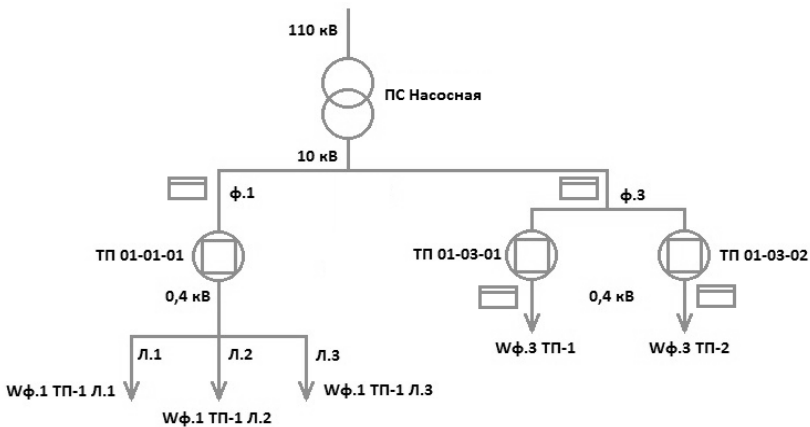 110 кВ
ПС Насосная
10 кВ
ф.1
ф.3
ТП 01-01-01
ТП 01-03-01
ТП 01-03-02
0,4 кВ
0,4 кВ
Л.1
Л.2
Л.3
Wф.3 ТП-1
Wф.3 ТП-2
Wф.1 ТП-1 Л.1
Wф.1 ТП-1 Л.3
Wф.1 ТП-1 Л.2